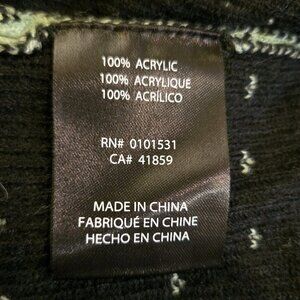 100% ACRYLIC
100% ACRYLIQUE
100% ACRÍLICO
RN# 0101531
CA# 41859
MADE IN CHINA
FABRIQUÉ EN CHINE
HECHO EN CHINA